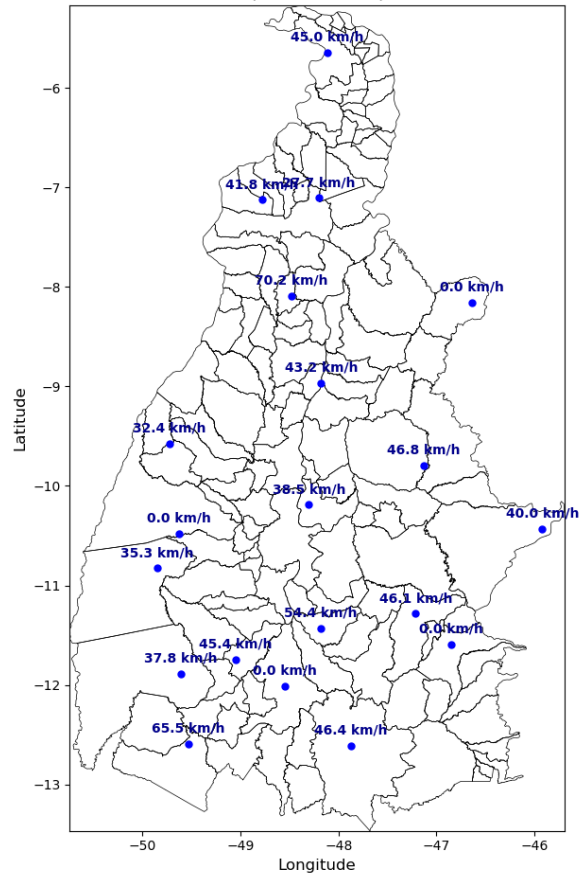 45.0 km/h
−6
−7
41.8 km/h
27.7 km/h
70.2 km/h
0.0 km/h
−8
43.2 km/h
−9
32.4 km/h
46.8 km/h
Latitude
−10
38.5 km/h
40.0 km/h
0.0 km/h
35.3 km/h
−11
46.1 km/h
54.4 km/h
0.0 km/h
45.4 km/h
37.8 km/h
0.0 km/h
−12
65.5 km/h
46.4 km/h
−13
−50 −49 −48 −47 −46
Longitude